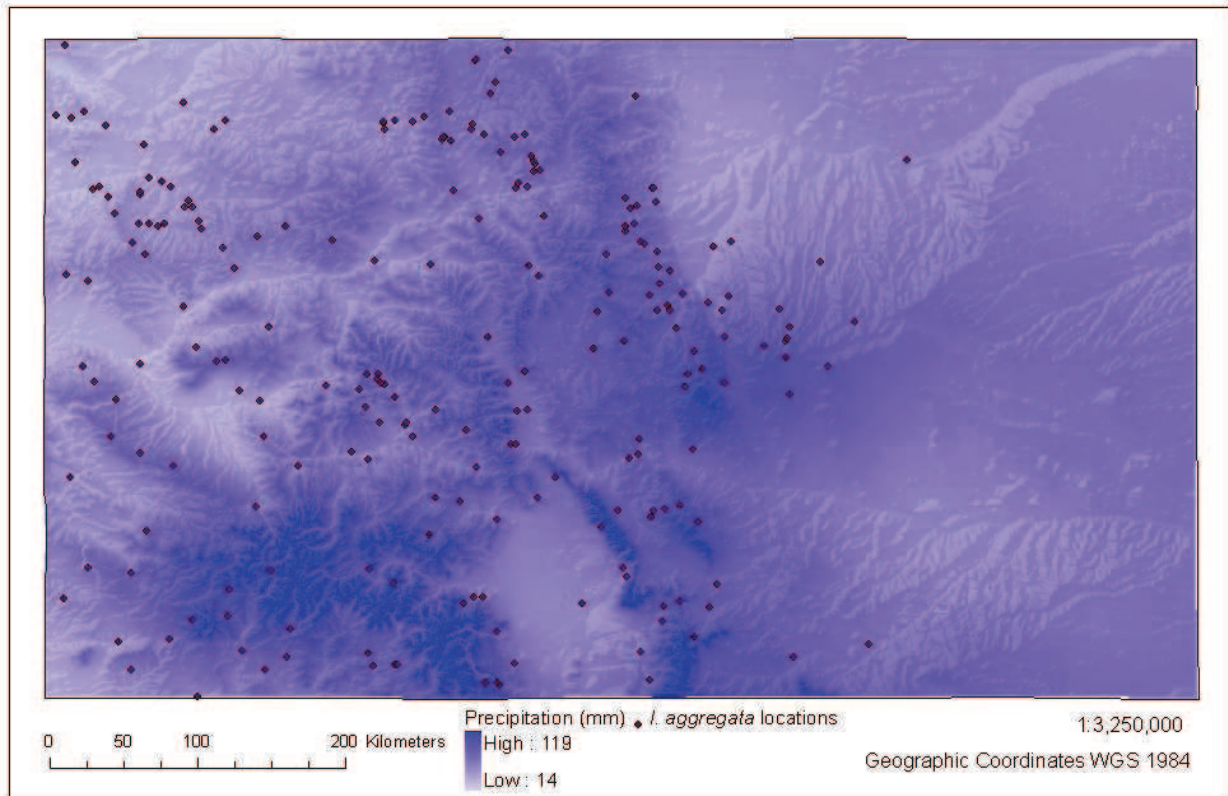 Precipitation (mm)
I. aggregata locations
High : 119
Low : 14
0 50 100 200 Kilometers
1:3,250,000
Geographic Coordinates WGS 1984